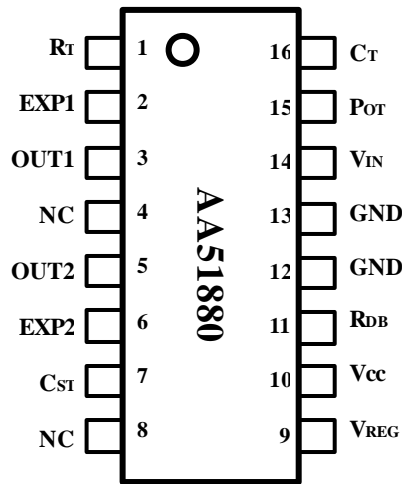 RT 1 16 CT
EXP1 2 15 POT
OUT1 3 14 VIN
NC 4 13 GND
OUT2 5 12 GND
EXP2 6 11 RDB
CST 7 10 Vcc
NC 8 9 VREG
AA51880